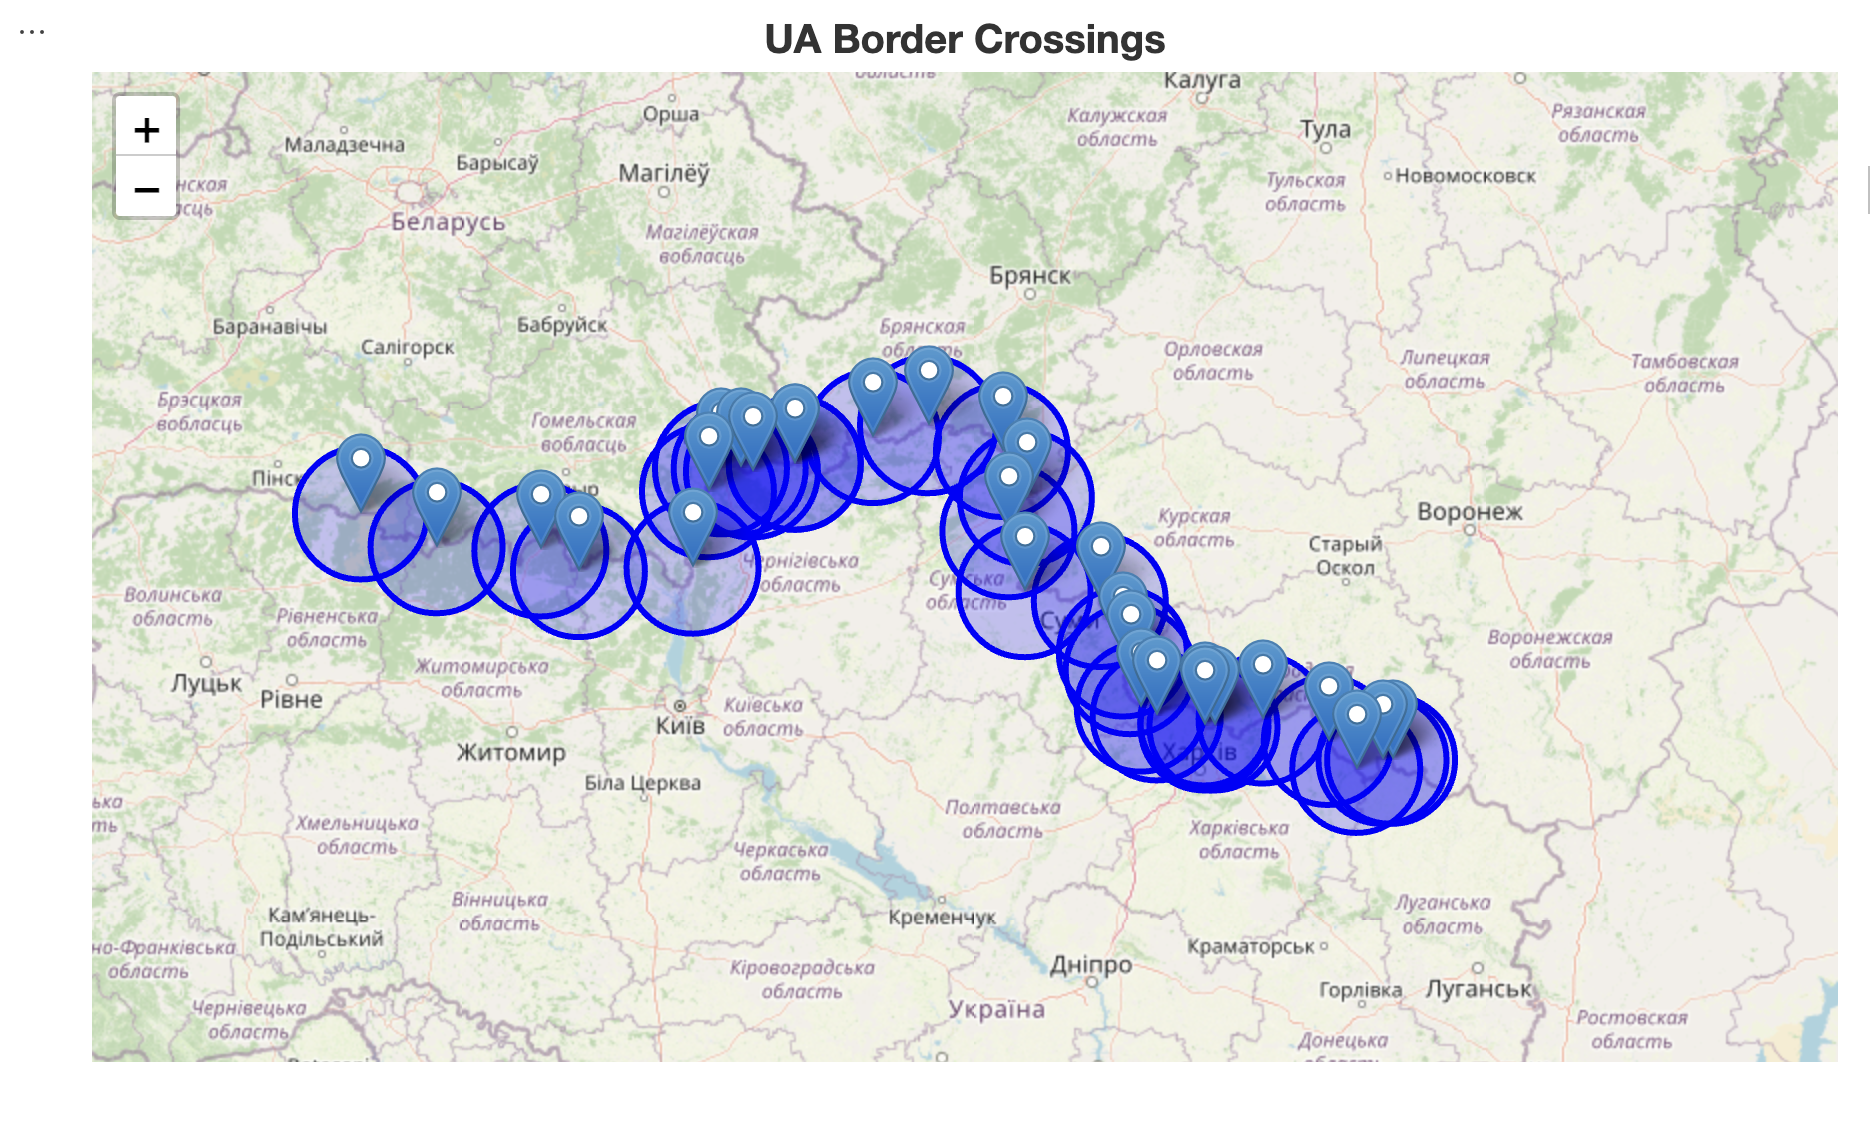 UA Border Crossings
+
−
область
Калуга
Орша
Калужская
область
Рязанская
область
Тула
Маладзечна
Барысаў
Магілёў
Новомосковск
Тульская
область
Беларусь
Магілёўская
вобласць
Брянск
Баранавічы
Бабруйск
Салігорск
Брянская
область
Орловская
область
Липецкая
область
Тамбовская
область
Брэсцкая
вобласць
Гомельская
вобласць
Курская
область
Воронеж
Старый
Оскол
Чернігівська
область
Сумська
область
Суми
Волинська
область
Рівненська
область
Воронежская
область
Житомирська
область
Луцьк
Рівне
Київ
Київська
область
Житомир
Харків
Біла Церква
Хмельницька
область
Черкаська
область
Полтавська
область
Харківська
область
Вінницька
область
Кам'янець-
Подільський
Кременчук
Луганська
область
Краматорськ
но-Франківська
область
Кіровоградська
область
Дніпро
Горлівка
Луганськ
Чернівецька
область
Україна
Донецька
Ростовская
область